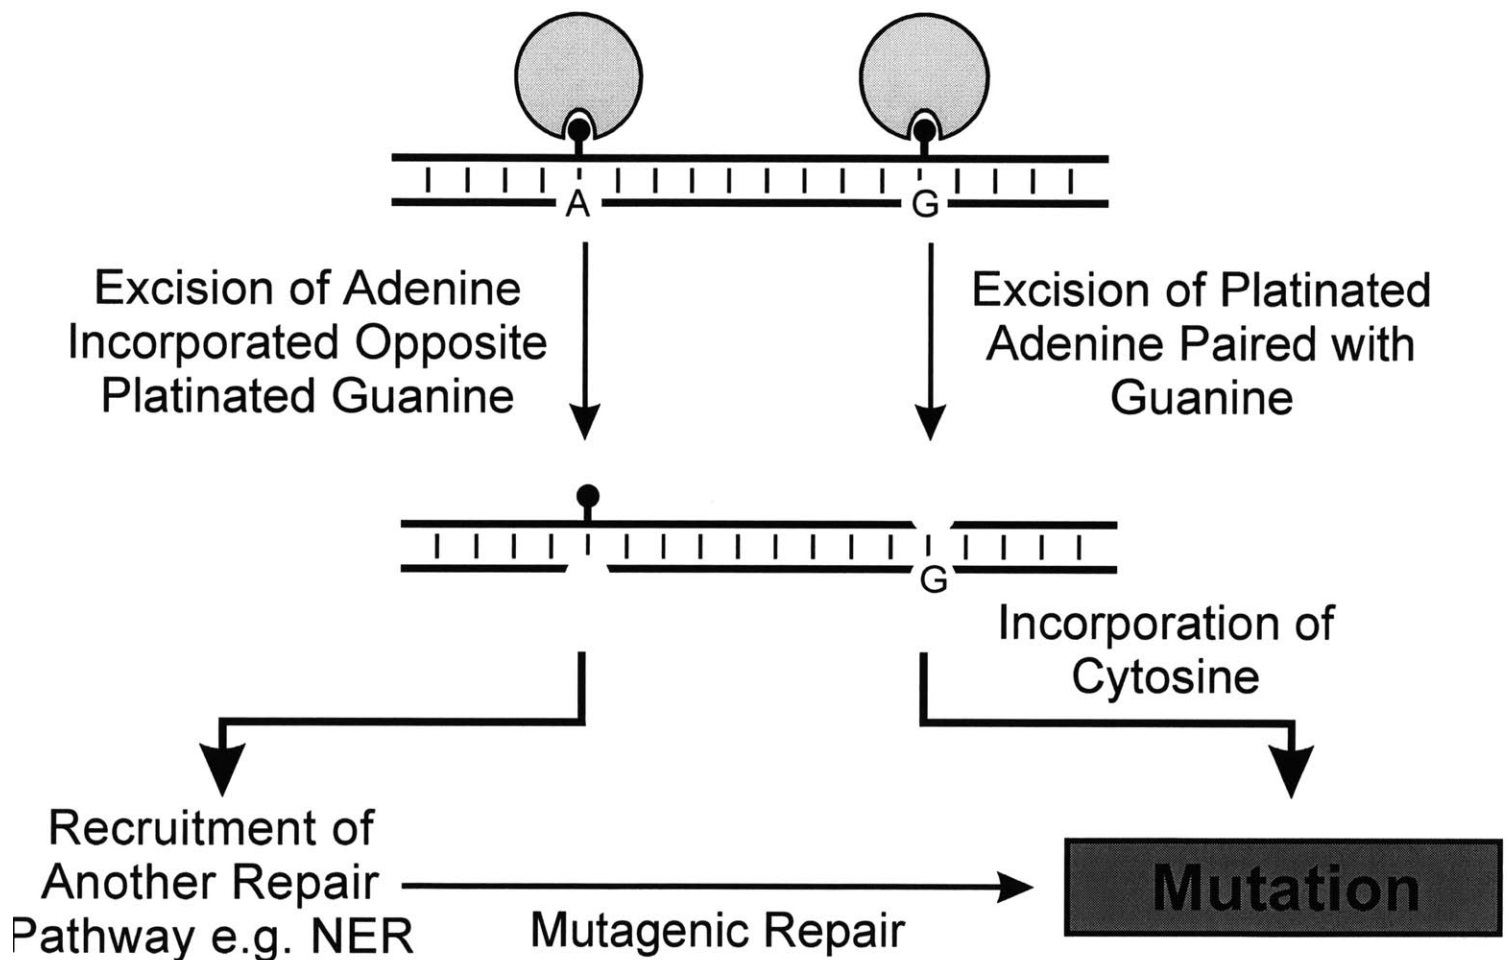 A
G
Excision of Adenine
Incorporated Opposite
Platinated Guanine
Excision of Platinated
Adenine Paired with
Guanine
G
Incorporation of
Cytosine
Recruitment of
Another Repair
Pathway e.g. NER
Mutagenic Repair
Mutation